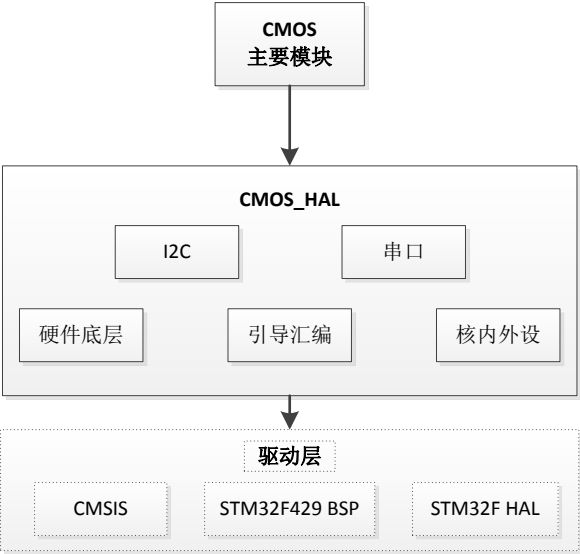 CMOS
主要模块
CMOS_HAL
I2C
串口
硬件底层
引导汇编
核内外设
驱动层
CMSIS
STM32F429 BSP
STM32F HAL